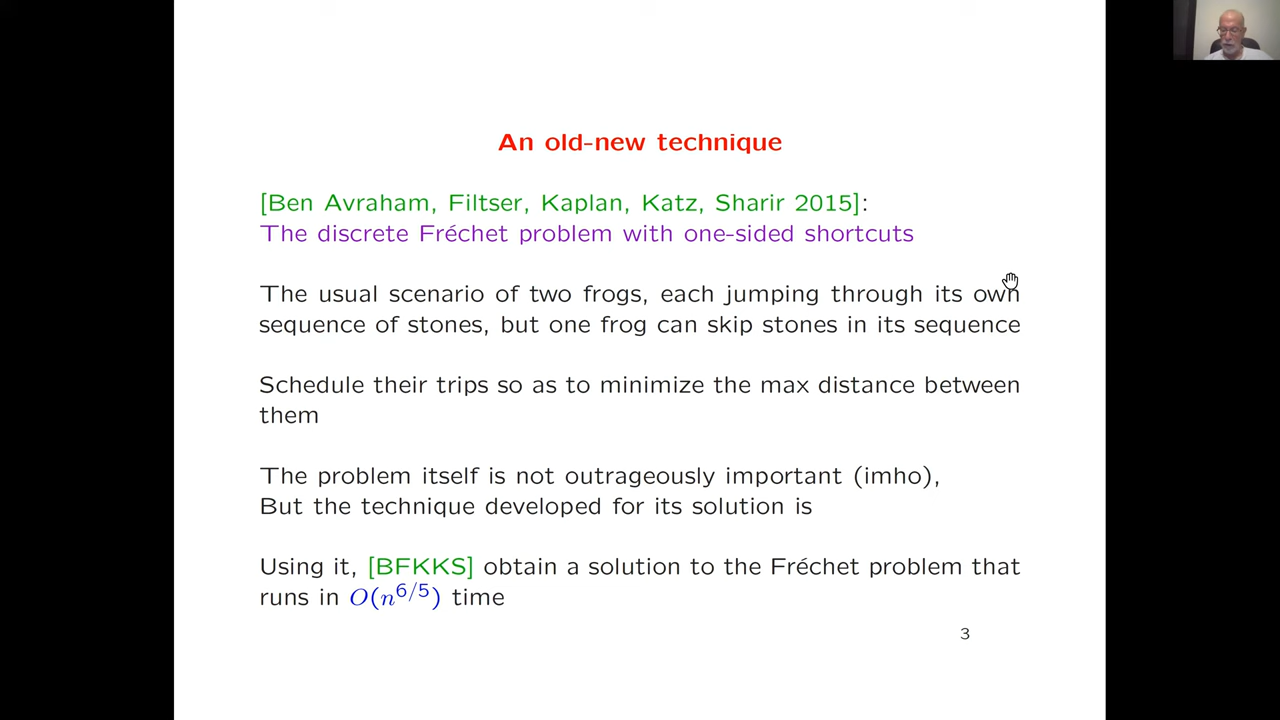 An old-new technique
[Ben Avraham, Filtser, Kaplan, Katz, Sharir 2015]:
The discrete Fréchet problem with one-sided shortcuts
The usual scenario of two frogs, each jumping through its own
sequence of stones, but one frog can skip stones in its sequence
Schedule their trips so as to minimize the max distance between
them
The problem itself is not outrageously important (imho),
But the technique developed for its solution is
Using it, [BFKKS] obtain a solution to the Fréchet problem that
runs in O(n^{6/5}) time
3